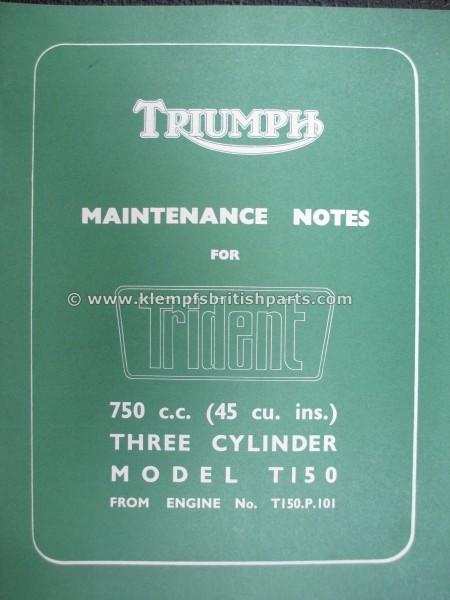 TRIUMPH
MAINTENANCE NOTES
FOR
© www.klempfsbritishparts.com
Trident
750 c.c. (45 cu. ins.)
THREE CYLINDER
MODEL T150
FROM ENGINE No. T150.P.101